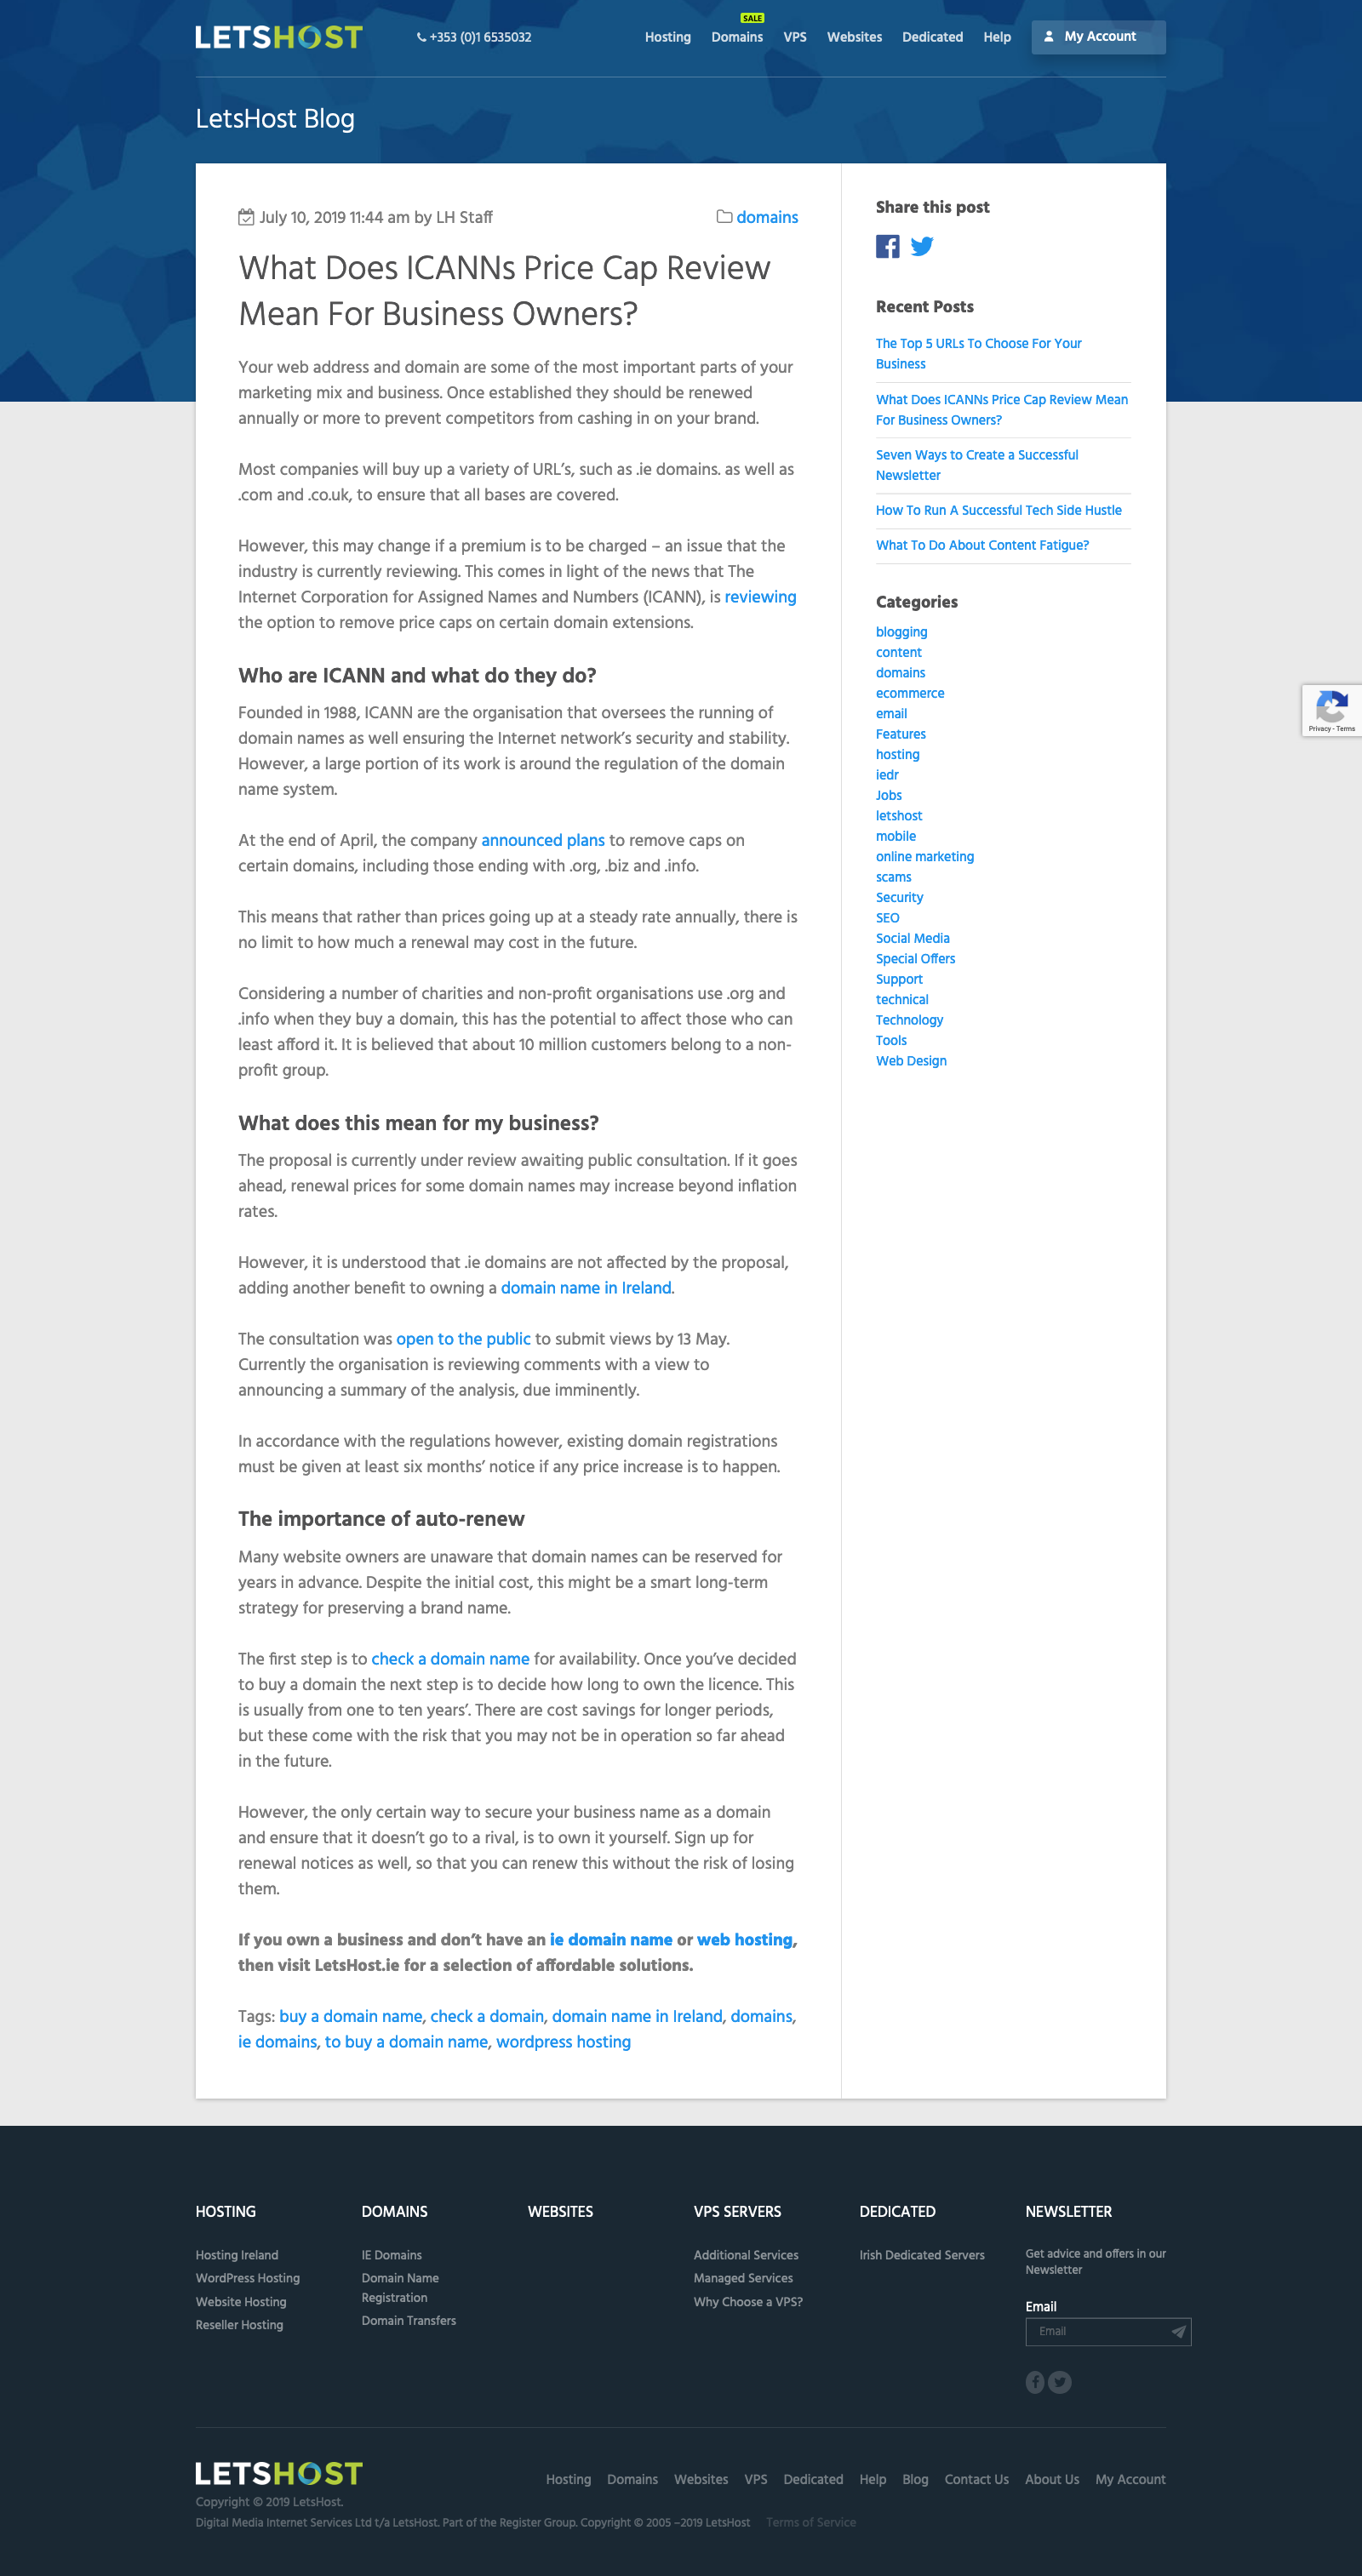 LETSHOST
+353 (0)1 6535032
SALE
Hosting Domains VPS Websites Dedicated Help My Account
LetsHost Blog
July 10, 2019 11:44 am by LH Staff
domains
What Does ICANNs Price Cap Review
Mean For Business Owners?
Your web address and domain are some of the most important parts of your
marketing mix and business. Once established they should be renewed
annually or more to prevent competitors from cashing in on your brand.
Most companies will buy up a variety of URL’s, such as .ie domains. as well as
.com and .co.uk, to ensure that all bases are covered.
However, this may change if a premium is to be charged – an issue that the
industry is currently reviewing. This comes in light of the news that The
Internet Corporation for Assigned Names and Numbers (ICANN), is reviewing
the option to remove price caps on certain domain extensions.
Who are ICANN and what do they do?
Founded in 1988, ICANN are the organisation that oversees the running of
domain names as well ensuring the Internet network’s security and stability.
However, a large portion of its work is around the regulation of the domain
name system.
At the end of April, the company announced plans to remove caps on
certain domains, including those ending with .org, .biz and .info.
This means that rather than prices going up at a steady rate annually, there is
no limit to how much a renewal may cost in the future.
Considering a number of charities and non-profit organisations use .org and
.info when they buy a domain, this has the potential to affect those who can
least afford it. It is believed that about 10 million customers belong to a non-
profit group.
What does this mean for my business?
The proposal is currently under review awaiting public consultation. If it goes
ahead, renewal prices for some domain names may increase beyond inflation
rates.
However, it is understood that .ie domains are not affected by the proposal,
adding another benefit to owning a domain name in Ireland.
The consultation was open to the public to submit views by 13 May.
Currently the organisation is reviewing comments with a view to
announcing a summary of the analysis, due imminently.
In accordance with the regulations however, existing domain registrations
must be given at least six months’ notice if any price increase is to happen.
The importance of auto-renew
Many website owners are unaware that domain names can be reserved for
years in advance. Despite the initial cost, this might be a smart long-term
strategy for preserving a brand name.
The first step is to check a domain name for availability. Once you’ve decided
to buy a domain the next step is to decide how long to own the licence. This
is usually from one to ten years’. There are cost savings for longer periods,
but these come with the risk that you may not be in operation so far ahead
in the future.
However, the only certain way to secure your business name as a domain
and ensure that it doesn’t go to a rival, is to own it yourself. Sign up for
renewal notices as well, so that you can renew this without the risk of losing
them.
If you own a business and don’t have an ie domain name or web hosting,
then visit LetsHost.ie for a selection of affordable solutions.
Tags: buy a domain name, check a domain, domain name in Ireland, domains,
ie domains, to buy a domain name, wordpress hosting
Share this post
Recent Posts
The Top 5 URLs To Choose For Your
Business
What Does ICANNs Price Cap Review Mean
For Business Owners?
Seven Ways to Create a Successful
Newsletter
How To Run A Successful Tech Side Hustle
What To Do About Content Fatigue?
Categories
blogging
content
domains
ecommerce
email
Features
hosting
iedr
Jobs
letshost
mobile
online marketing
scams
Security
SEO
Social Media
Special Offers
Support
technical
Technology
Tools
Web Design
Privacy - Terms
HOSTING
Hosting Ireland
WordPress Hosting
Website Hosting
Reseller Hosting
DOMAINS
IE Domains
Domain Name
Registration
Domain Transfers
WEBSITES
VPS SERVERS
Additional Services
Managed Services
Why Choose a VPS?
DEDICATED
Irish Dedicated Servers
NEWSLETTER
Get advice and offers in our
Newsletter
Email
Email
LETSHOST
Hosting Domains Websites VPS Dedicated Help Blog Contact Us About Us My Account
Copyright © 2019 LetsHost.
Digital Media Internet Services Ltd t/a LetsHost. Part of the Register Group. Copyright © 2005 –2019 LetsHost Terms of Service